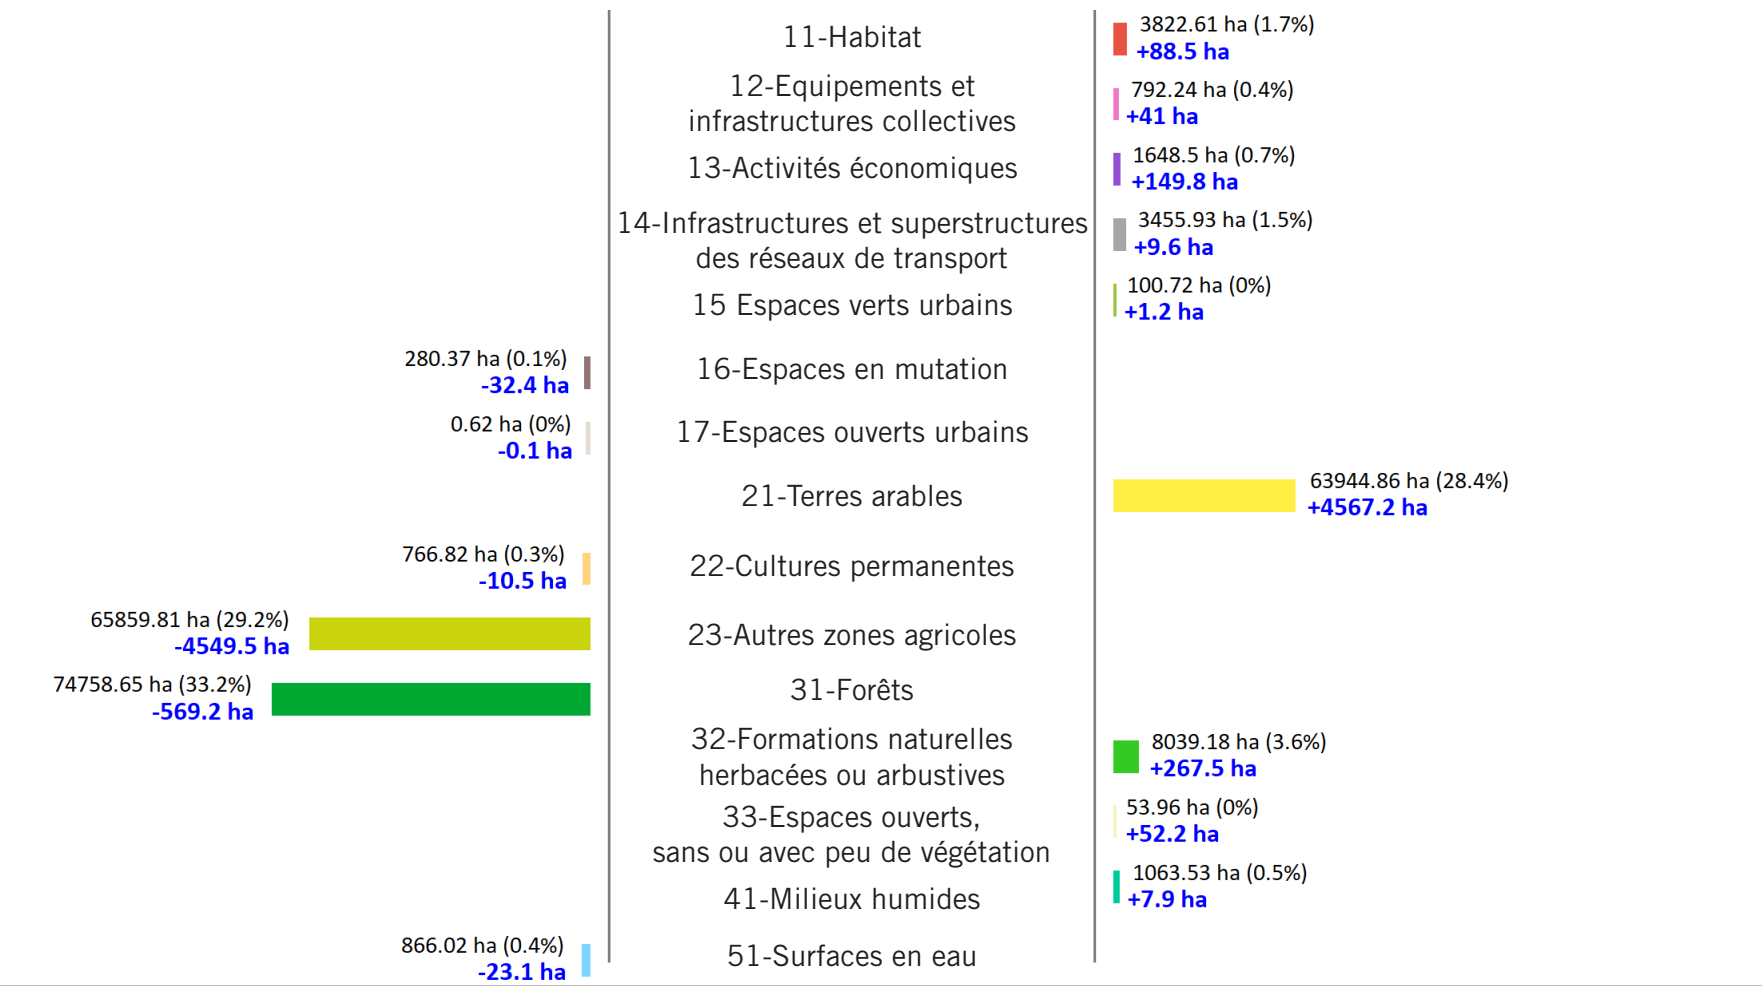 11-Habitat
3822.61 ha (1.7%)
+88.5 ha
12-Equipements et
infrastructures collectives
792.24 ha (0.4%)
+41 ha
13-Activités économiques
1648.5 ha (0.7%)
+149.8 ha
14-Infrastructures et superstructures
des réseaux de transport
3455.93 ha (1.5%)
+9.6 ha
15 Espaces verts urbains
100.72 ha (0%)
+1.2 ha
280.37 ha (0.1%)
-32.4 ha
16-Espaces en mutation
0.62 ha (0%)
-0.1 ha
17-Espaces ouverts urbains
21-Terres arables
63944.86 ha (28.4%)
+4567.2 ha
766.82 ha (0.3%)
-10.5 ha
22-Cultures permanentes
65859.81 ha (29.2%)
-4549.5 ha
23-Autres zones agricoles
74758.65 ha (33.2%)
-569.2 ha
31-Forêts
32-Formations naturelles
herbacées ou arbustives
8039.18 ha (3.6%)
+267.5 ha
33-Espaces ouverts,
sans ou avec peu de végétation
53.96 ha (0%)
+52.2 ha
41-Milieux humides
1063.53 ha (0.5%)
+7.9 ha
866.02 ha (0.4%)
-23.1 ha
51-Surfaces en eau